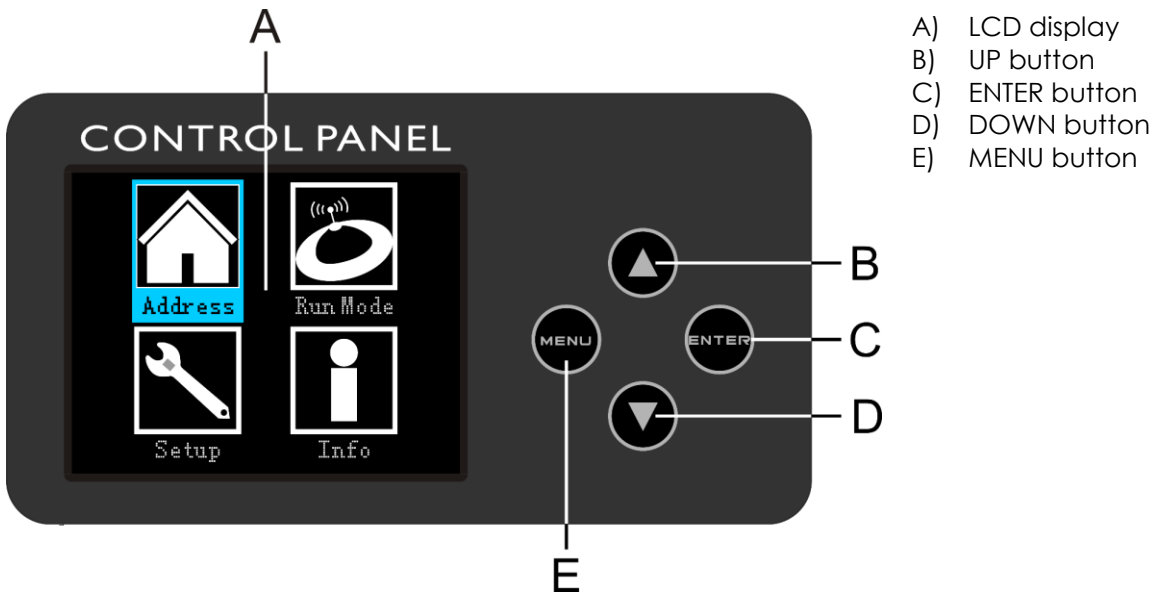 A
A) LCD display
B) UP button
C) ENTER button
D) DOWN button
E) MENU button
CONTROL PANEL
Address
Run Mode
Setup
Info
B
MENU
ENTER
C
D
E